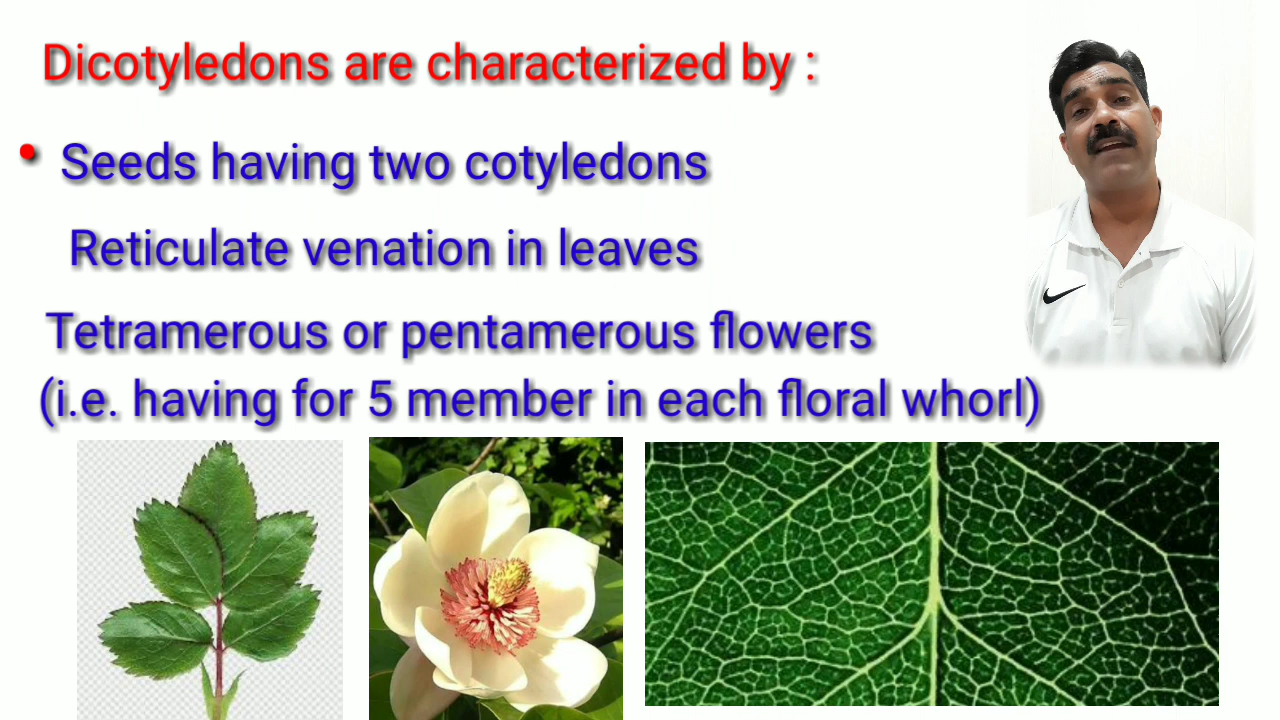 Dicotyledons are characterized by :
• Seeds having two cotyledons
Reticulate venation in leaves
Tetramerous or pentamerous flowers
(i.e. having for 5 member in each floral whorl)